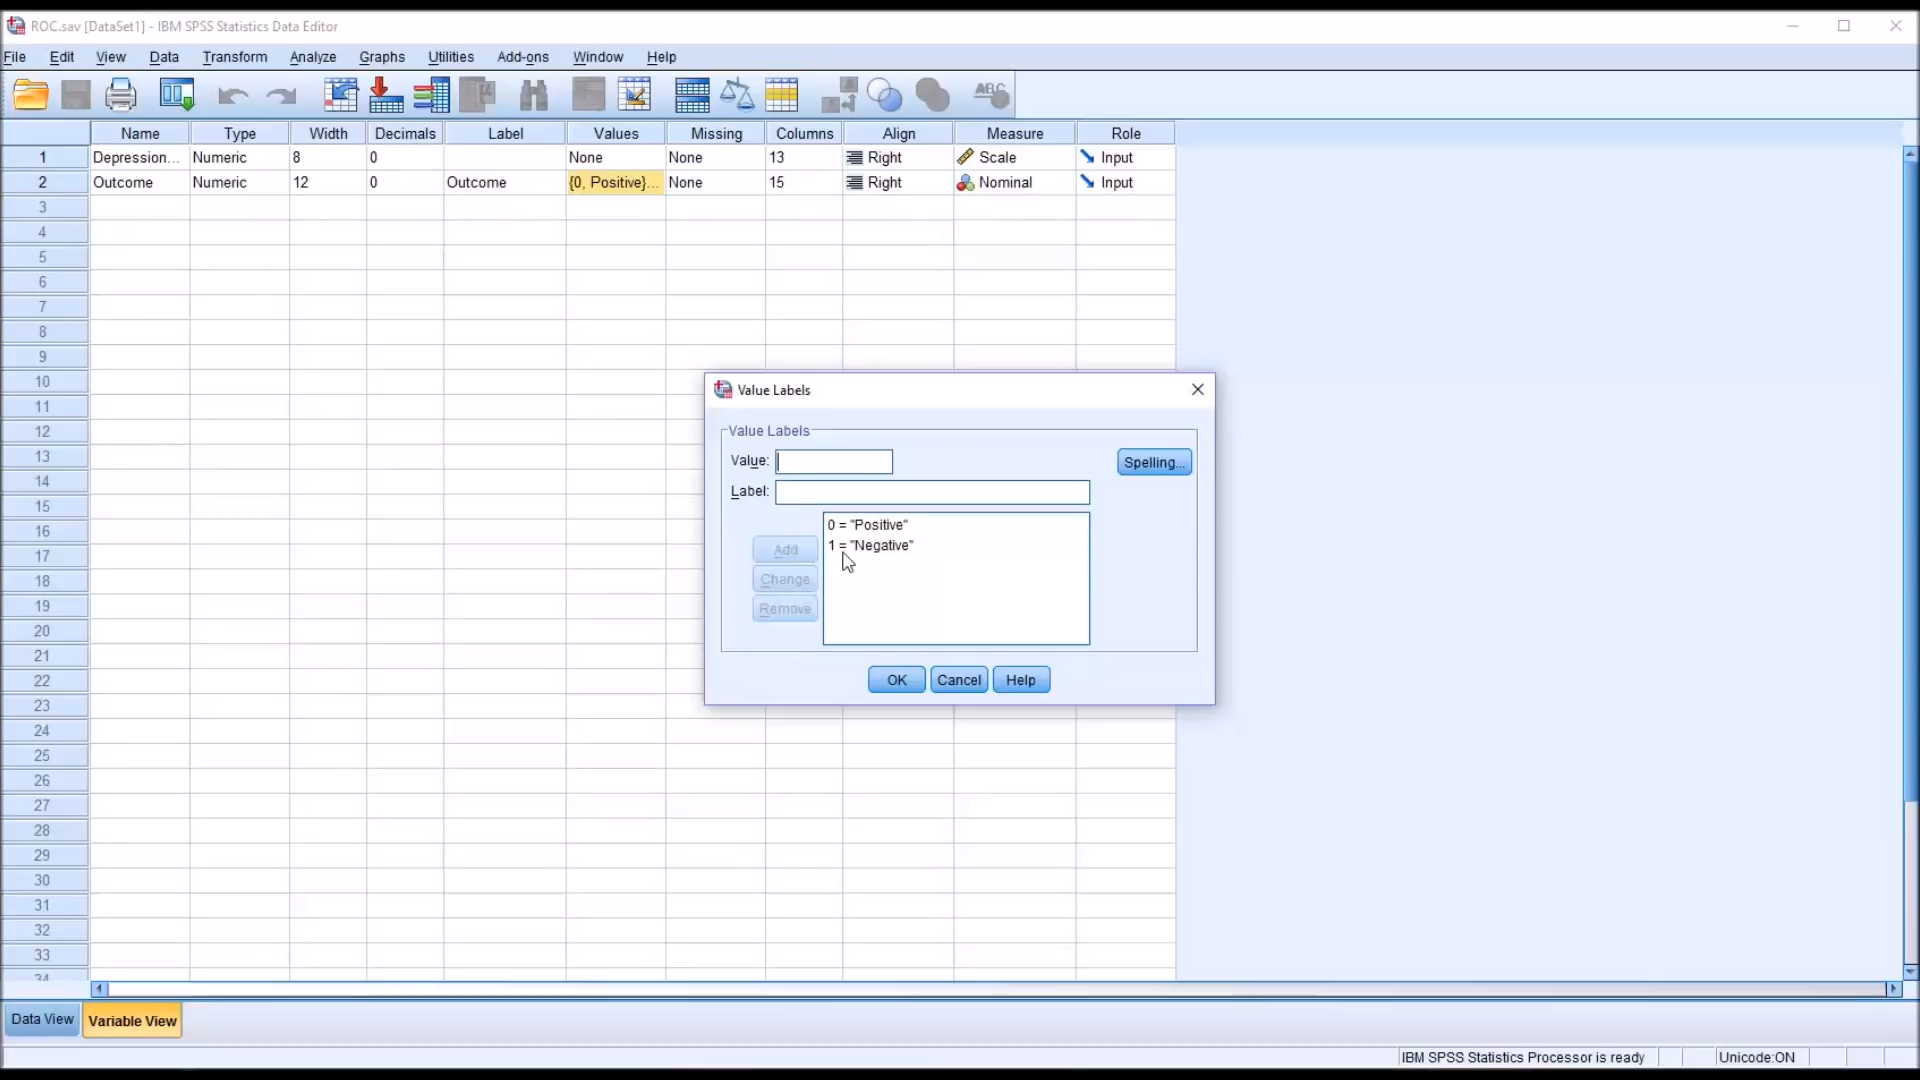 ROC.sav [DataSet1] - IBM SPSS Statistics Data Editor
File Edit View Data Transform Analyze Graphs Utilities Add-ons Window Help
ABC
Name Type Width Decimals Label Values Missing Columns Align Measure Role
1 Depression... Numeric 8 0 None None 13 Right Scale Input
2 Outcome Numeric 12 0 Outcome {0, Positive}... None 15 Right Nominal Input
3
4
5
6
7
8
9
10
11
12
13
14
15
16
17
18
19
20
21
22
23
24
25
26
27
28
29
30
31
32
33
34
Value Labels
Value Labels
Value:
Spelling...
Label:
0 = "Positive"
1 = "Negative"
Add
Change
Remove
OK Cancel Help
Data View Variable View
IBM SPSS Statistics Processor is ready Unicode:ON